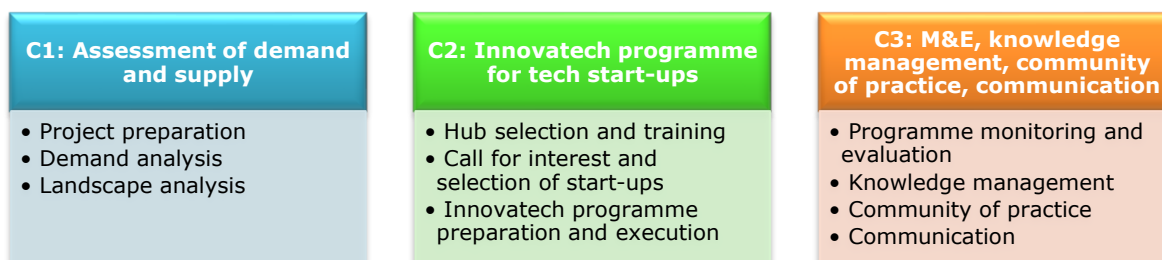 C1: Assessment of demand
and supply
• Project preparation
• Demand analysis
• Landscape analysis
C2: Innovatech programme
for tech start-ups
• Hub selection and training
• Call for interest and
selection of start-ups
• Innovatech programme
preparation and execution
C3: M&E, knowledge
management, community
of practice, communication
• Programme monitoring and
evaluation
• Knowledge management
• Community of practice
• Communication